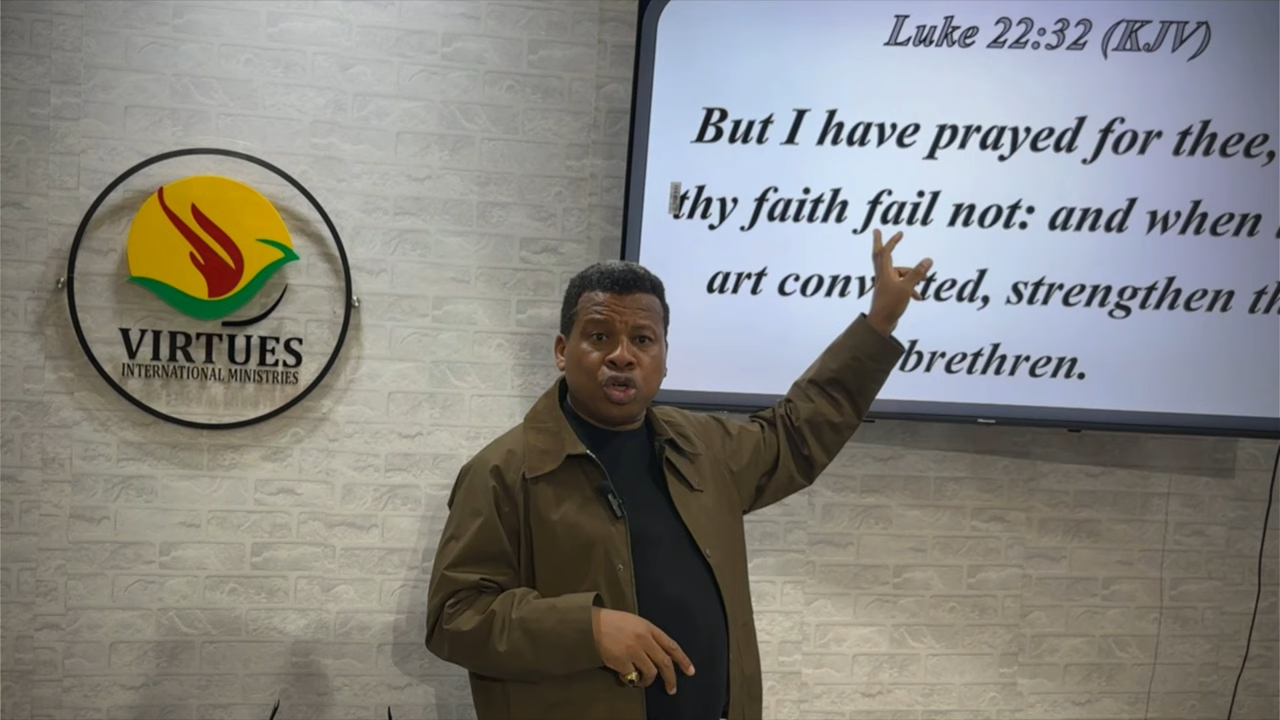 Luke 22:32 (KJV)
But I have prayed for thee,
thy faith fail not: and when
art conv ted, strengthen th
brethren.
VIRTUES
INTERNATIONAL MINISTRIES